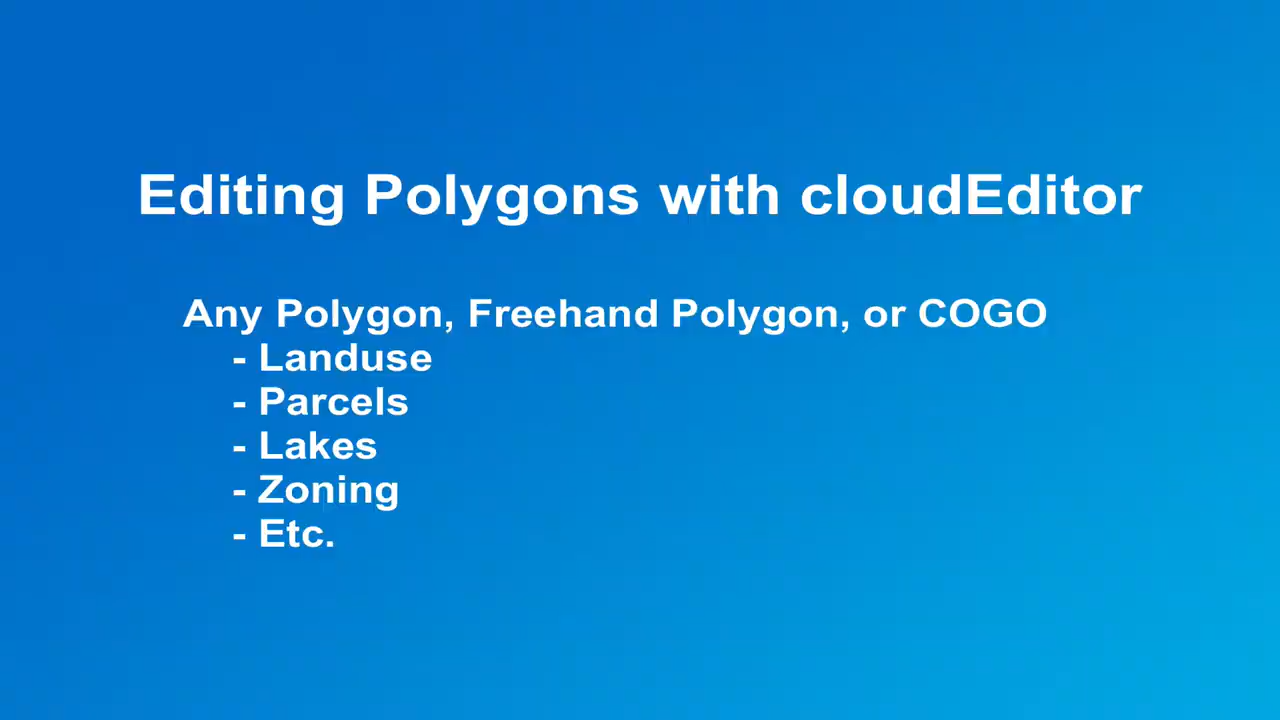 Editing Polygons with cloudEditor
Any Polygon, Freehand Polygon, or COGO
- Landuse
- Parcels
- Lakes
- Zoning
- Etc.